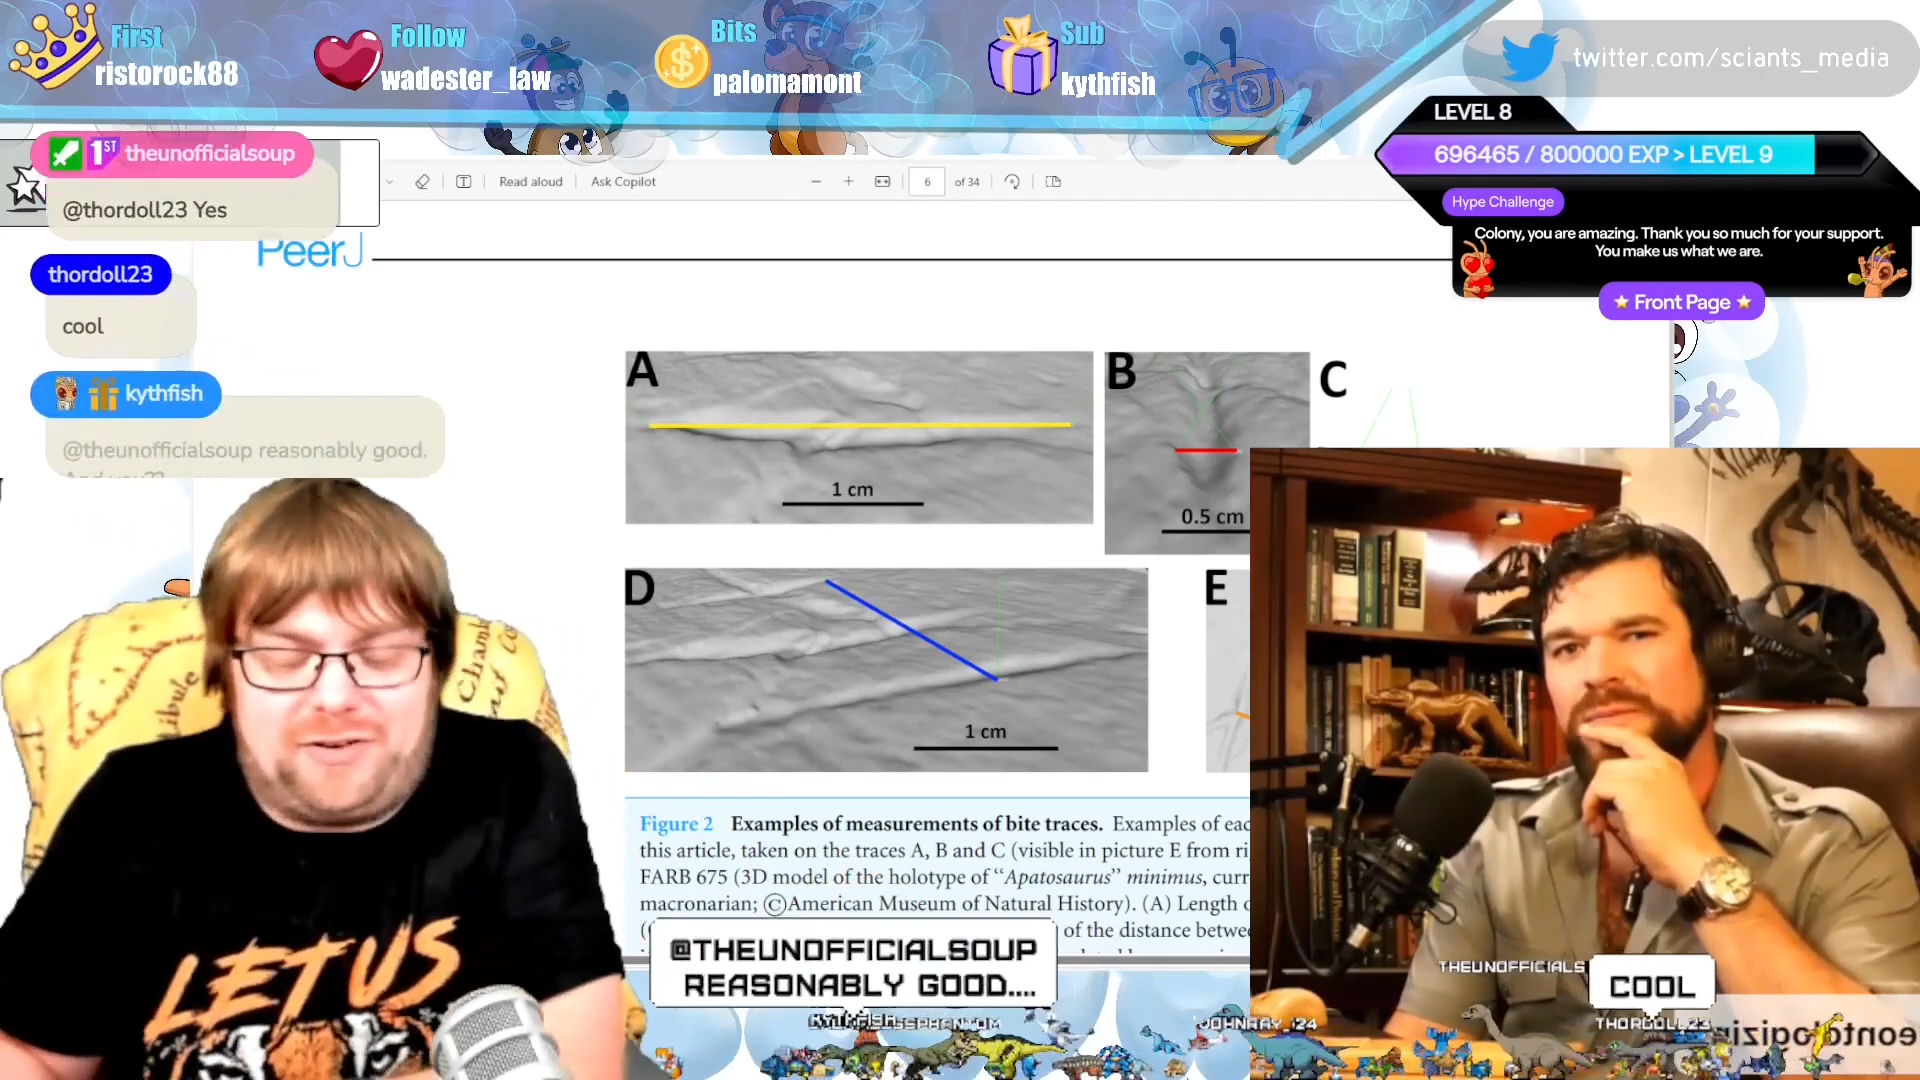 First
ristorock88
Follow
wadester_law
Bits
palomamont
Sub
kythfish
twitter.com/sciants_media
LEVEL 8
696465 / 800000 EXP > LEVEL 9
Hype Challenge
Colony, you are amazing. Thank you so much for your support.
You make us what we are.
Front Page
1ST theunofficialsoup
@thordoll23 Yes
thordoll23
cool
kythfish
@theunofficialsoup reasonably good.
And you??
Read aloud
Ask Copilot
6
of 34
PeerJ
A
1 cm
B
0.5 cm
C
D
1 cm
E
Figure 2 Examples of measurements of bite traces. Examples of eac
this article, taken on the traces A, B and C (visible in picture E from ri
FARB 675 (3D model of the holotype of "Apatosaurus" minimus, curr
macronarian; ©American Museum of Natural History). (A) Length o
of the distance betwe
@THEUNOFFICIALSOUP
REASONABLY GOOD....
LET US
THEUNOFFICIALS
COOL
THORDOLL23
JOHNRAY_124